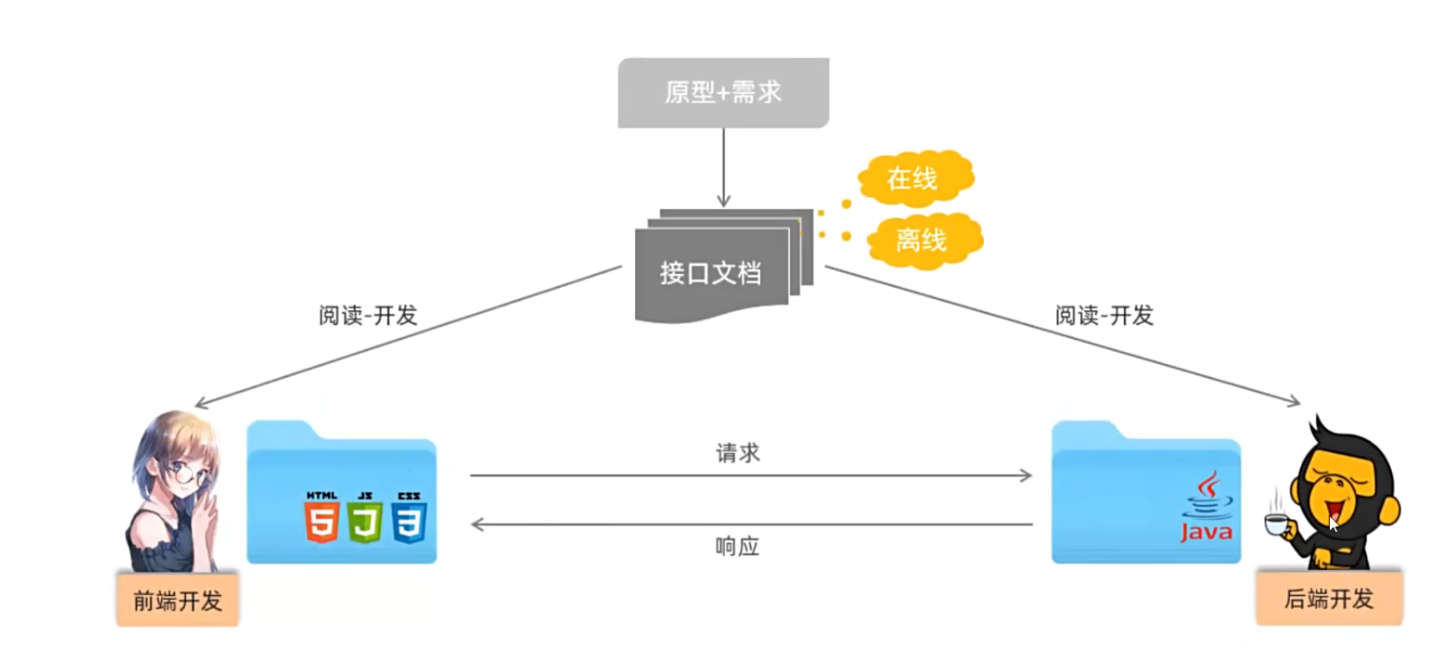 原型+需求
在线
离线
接口文档
阅读-开发
阅读-开发
请求
HTML
JS
CSS
5
J
3
Java
响应
前端开发
后端开发